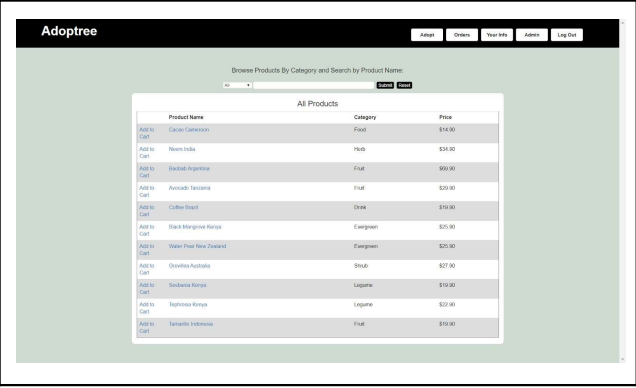 Adoptree
Adopt Orders Your Info Admin Log Out
Browse Products By Category and Search by Product Name:
All Submit Reset
All Products
Product Name Category Price
Add to Cart Cacao Cameroon Food $14.90
Add to Cart Neem India Herb $34.90
Add to Cart Baobab Argentina Fruit $69.90
Add to Cart Avocado Tanzania Fruit $29.90
Add to Cart Coffee Brazil Drink $19.90
Add to Cart Black Mangrove Kenya Evergreen $25.90
Add to Cart Water Pear New Zealand Evergreen $25.90
Add to Cart Grevillea Australia Shrub $27.90
Add to Cart Sesbania Kenya Legume $19.90
Add to Cart Tephrosia Kenya Legume $22.90
Add to Cart Tamarillo Indonesia Fruit $19.90